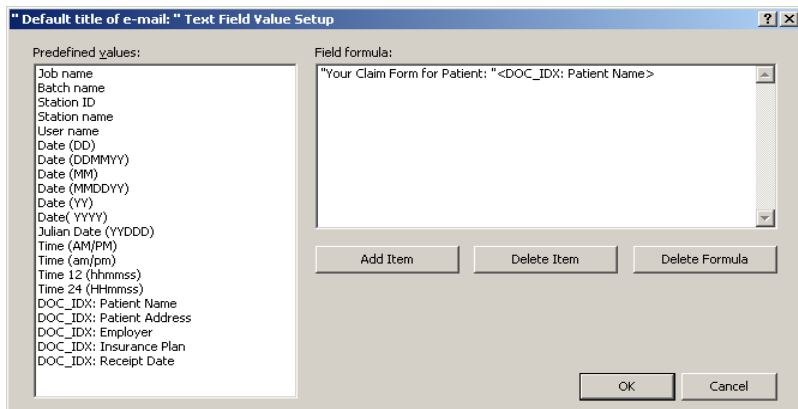 " Default title of e-mail: " Text Field Value Setup
Predefined values:
Job name
Batch name
Station ID
Station name
User name
Date (DD)
Date (DDMMYY)
Date (MM)
Date (MMDDYY)
Date (YY)
Date( YYYY)
Julian Date (YYDDD)
Time (AM/PM)
Time (am/pm)
Time 12 (hhmmss)
Time 24 (HHmmss)
DOC_IDX: Patient Name
DOC_IDX: Patient Address
DOC_IDX: Employer
DOC_IDX: Insurance Plan
DOC_IDX: Receipt Date
Field formula:
"Your Claim Form for Patient: "<DOC_IDX: Patient Name>
Add Item
Delete Item
Delete Formula
OK
Cancel